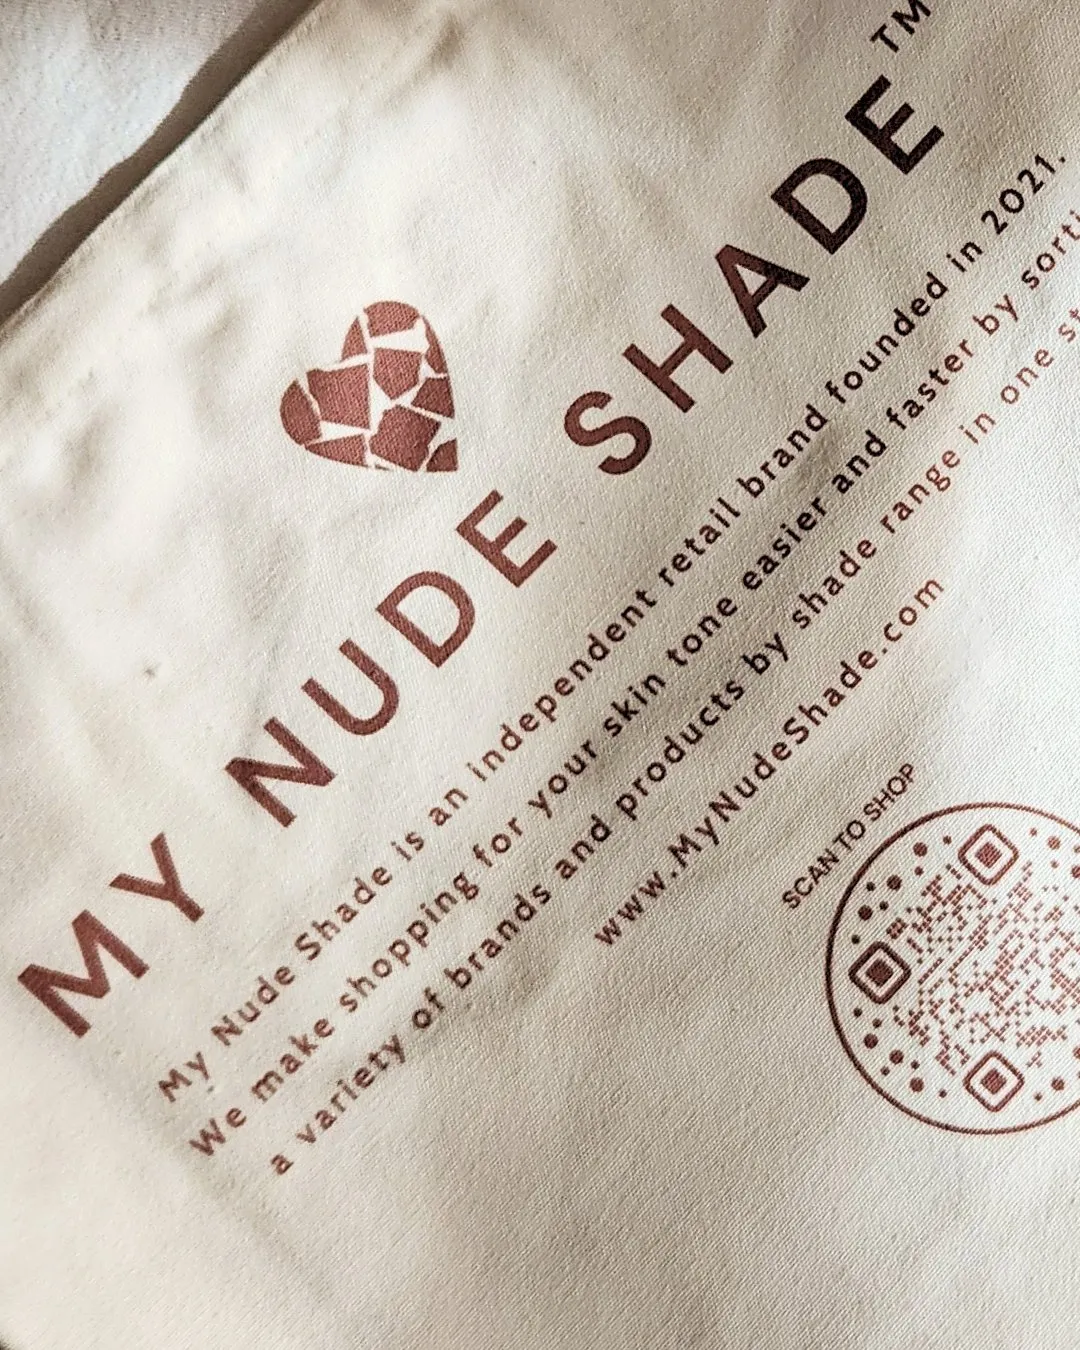 MY NUDE SHADE™
My Nude Shade is an independent retail brand founded in 2021.
We make shopping for your skin tone easier and faster by
a variety of brands and products by shade range in one
www.MyNudeShade.com
SCAN TO SHOP